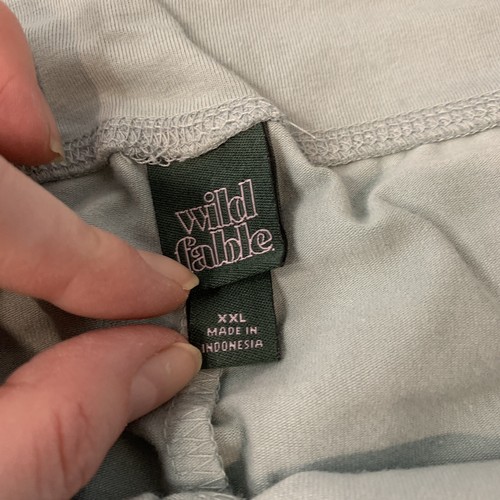 wild
fable
XXL
MADE IN
INDONESIA